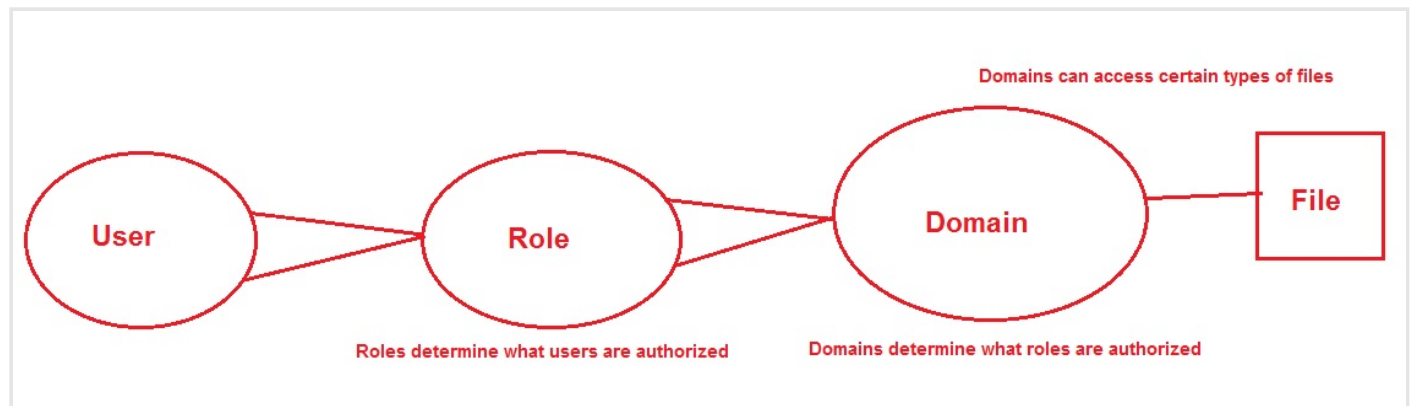 Domains can access certain types of files
User
Role
Domain
File
Roles determine what users are authorized
Domains determine what roles are authorized